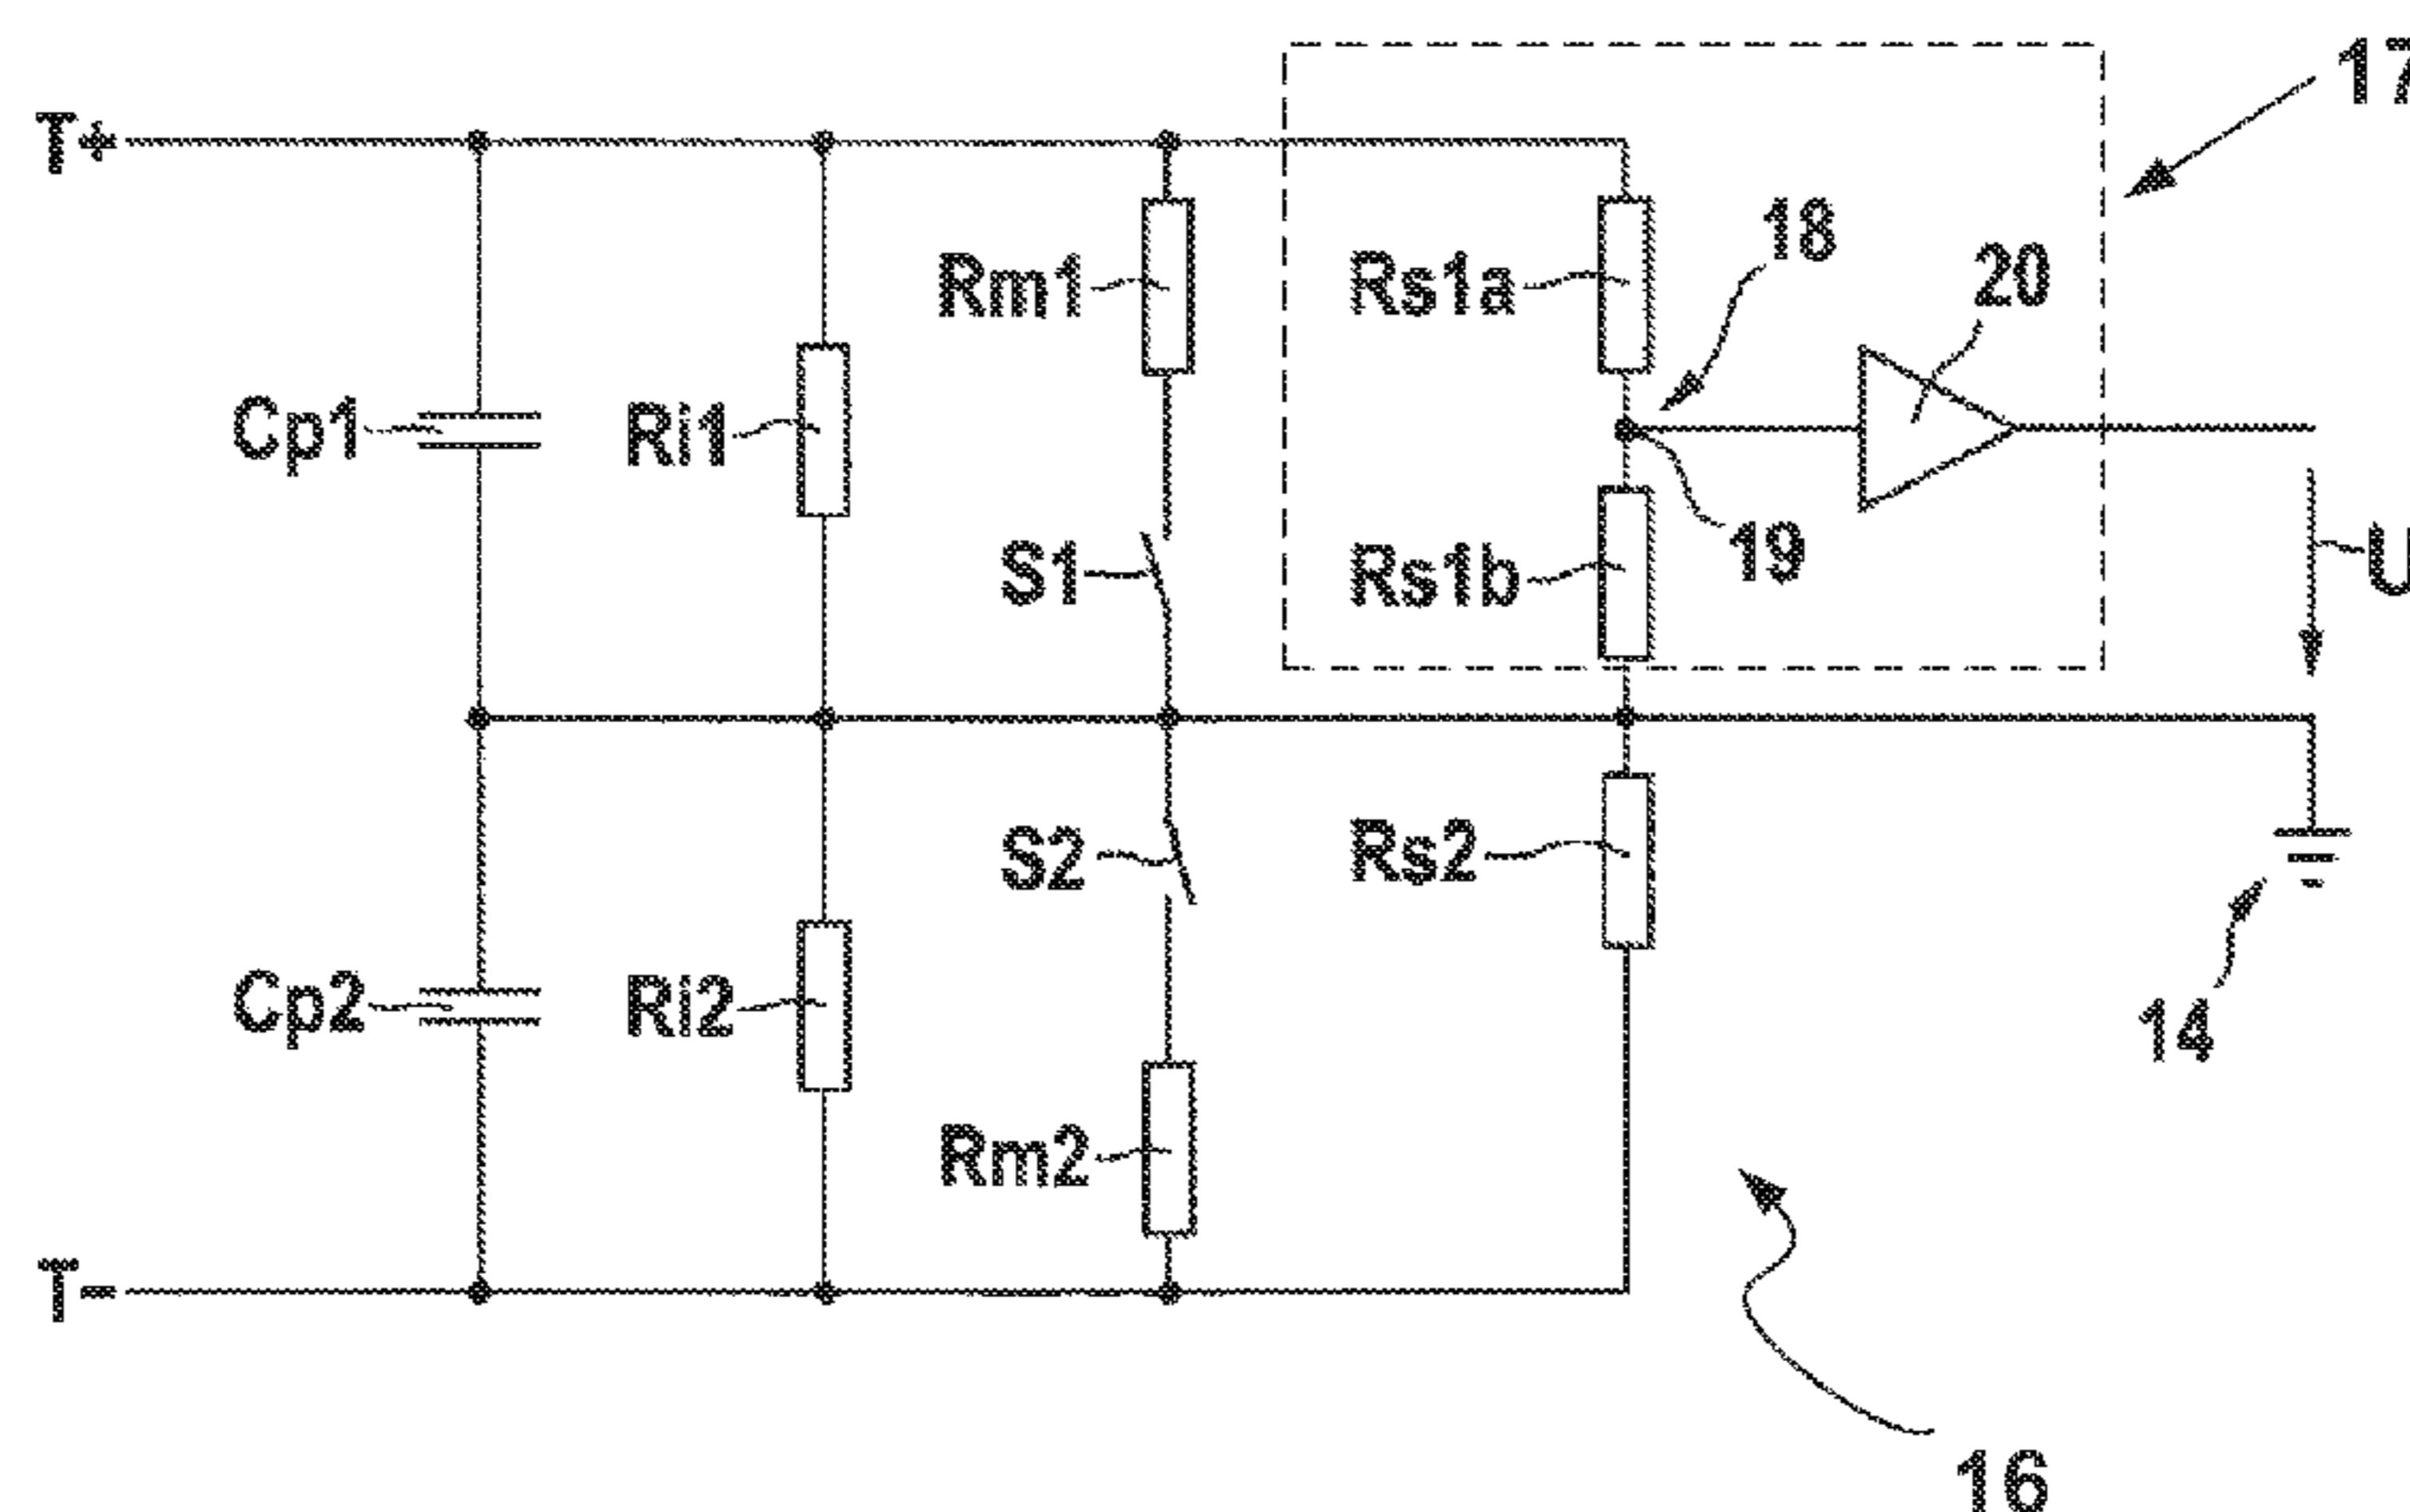 17
T+
18
Rm1
Rs1a
20
Cp1
Ri1
S1
Rs1b
19
U
S2
Rs2
Cp2
Ri2
14
Rm2
T-
16